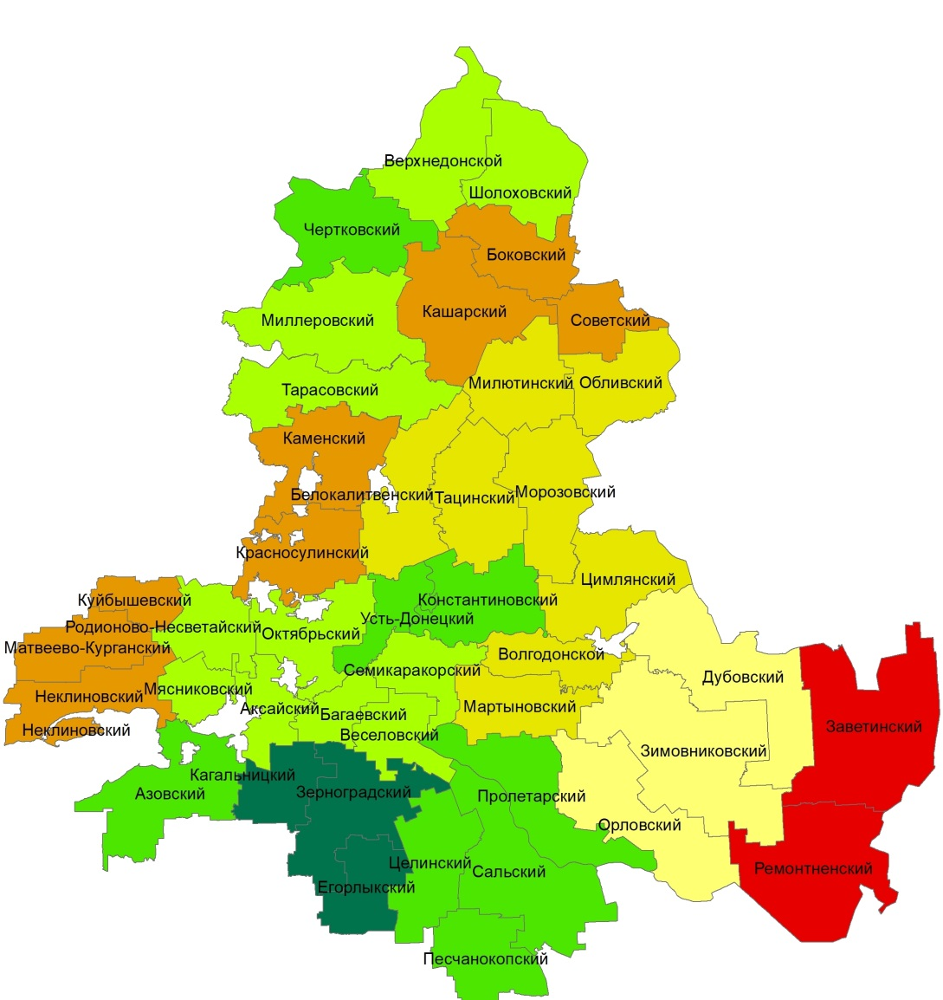 Верхнедонской
Шолоховский
Чертковский
Боковский
Кашарский
Миллеровский
Советский
Милютинский
Обливский
Тарасовский
Каменский
Белокалитвенский
Тацинский
Морозовский
Красносулинский
Цимлянский
Куйбышевский
Константиновский
Усть-Донецкий
Родионово-Несветайский
Октябрьский
Матвеево-Курганский
Волгодонской
Семикаракорский
Дубовский
Мясниковский
Неклиновский
Аксайский
Багаевский
Мартыновский
Заветинский
Неклиновский
Веселовский
Зимовниковский
Кагальницкий
Азовский
Зерноградский
Пролетарский
Орловский
Целинский
Сальский
Ремонтненский
Егорлыкский
Песчанокопский